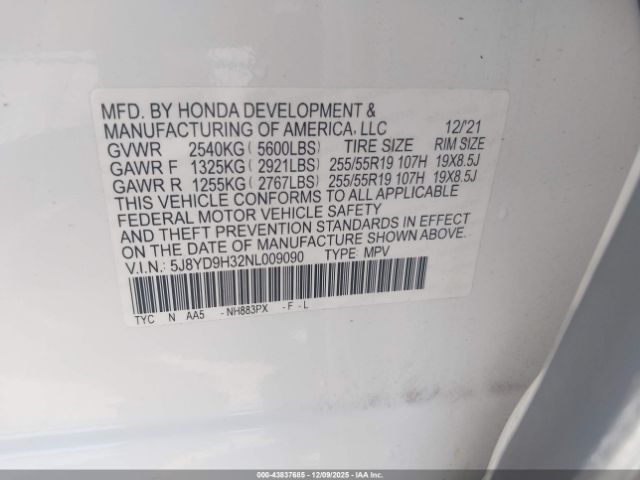 MFD. BY HONDA DEVELOPMENT &
MANUFACTURING OF AMERICA, LLC 12/'21
GVWR 2540KG ( 5600LBS) TIRE SIZE RIM SIZE
GAWR F 1325KG ( 2921LBS) 255/55R19 107H 19X8.5J
GAWR R 1255KG ( 2767LBS) 255/55R19 107H 19X8.5J
THIS VEHICLE CONFORMS TO ALL APPLICABLE
FEDERAL MOTOR VEHICLE SAFETY
AND THEFT PREVENTION STANDARDS IN EFFECT
ON THE DATE OF MANUFACTURE SHOWN ABOVE.
V.I.N.: 5J8YD9H32NL009090 TYPE: MPV
TYC N AA5 -NH883PX -F -L
000-43837685 - 12/09/2025 - IAA Inc.